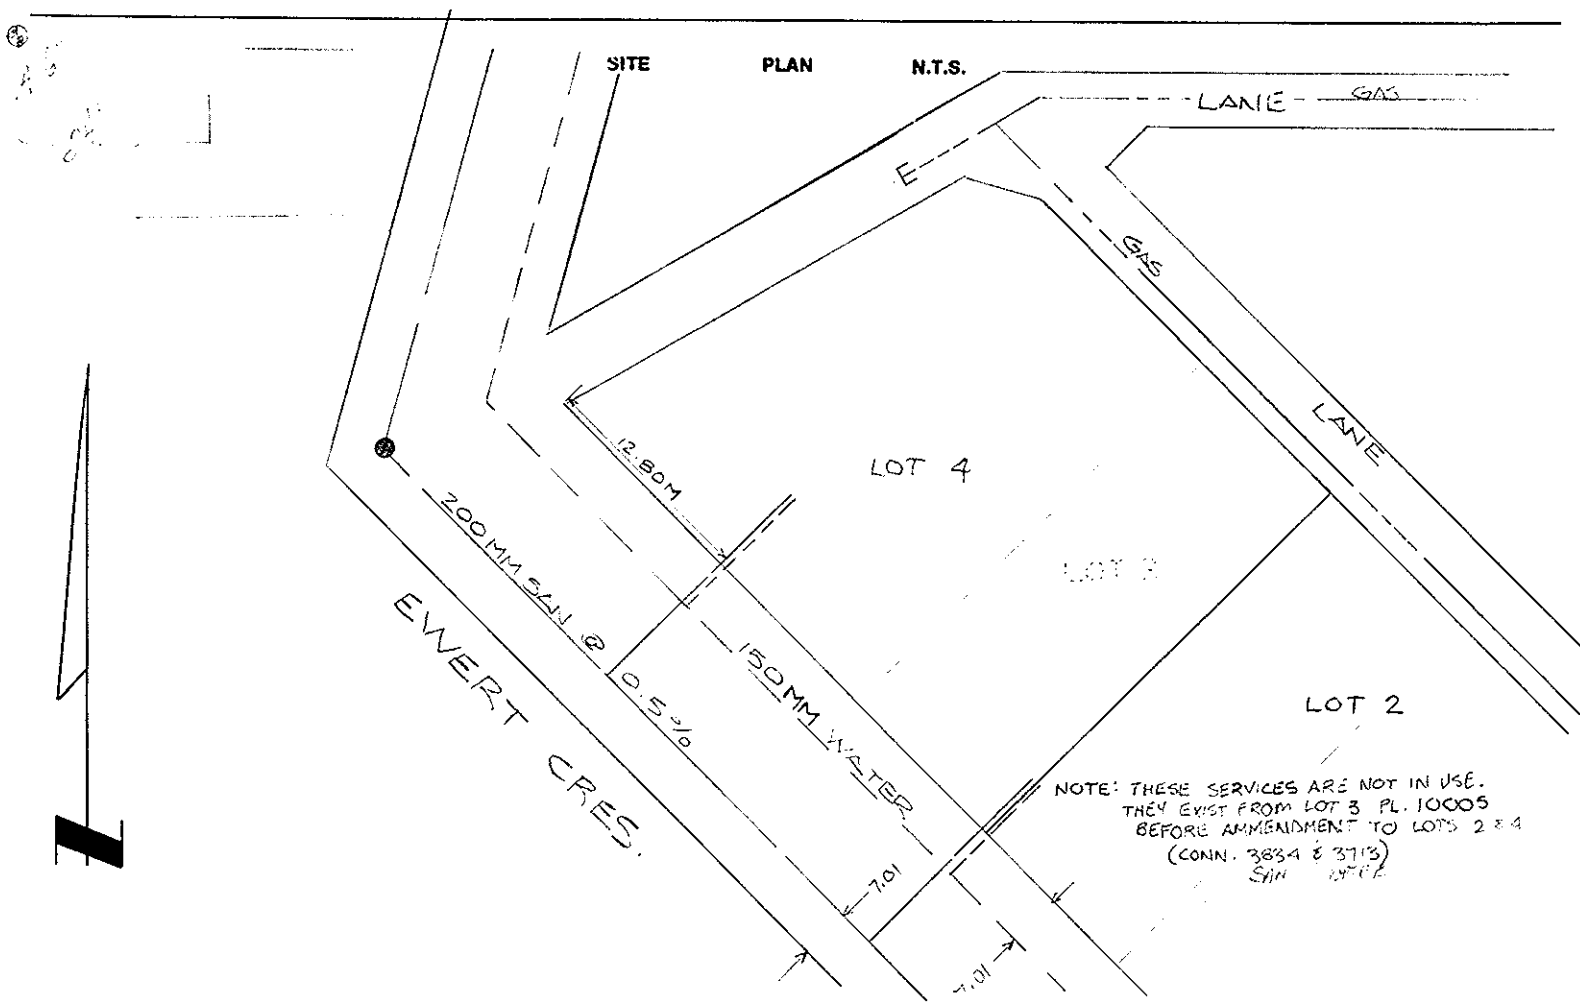 SITE PLAN N.T.S.
LANE GAS
E
GAS
LANE
12.80M
LOT 4
200MM SAN @ 0.5%
EWERT CRES.
150MM WATER
LOT 2
NOTE: THESE SERVICES ARE NOT IN USE.
THEY EXIST FROM LOT 3 PL. 10005
BEFORE AMMENDMENT TO LOTS 2 & 4
(CONN. 3834 & 3713)
SAN WATER
7.01